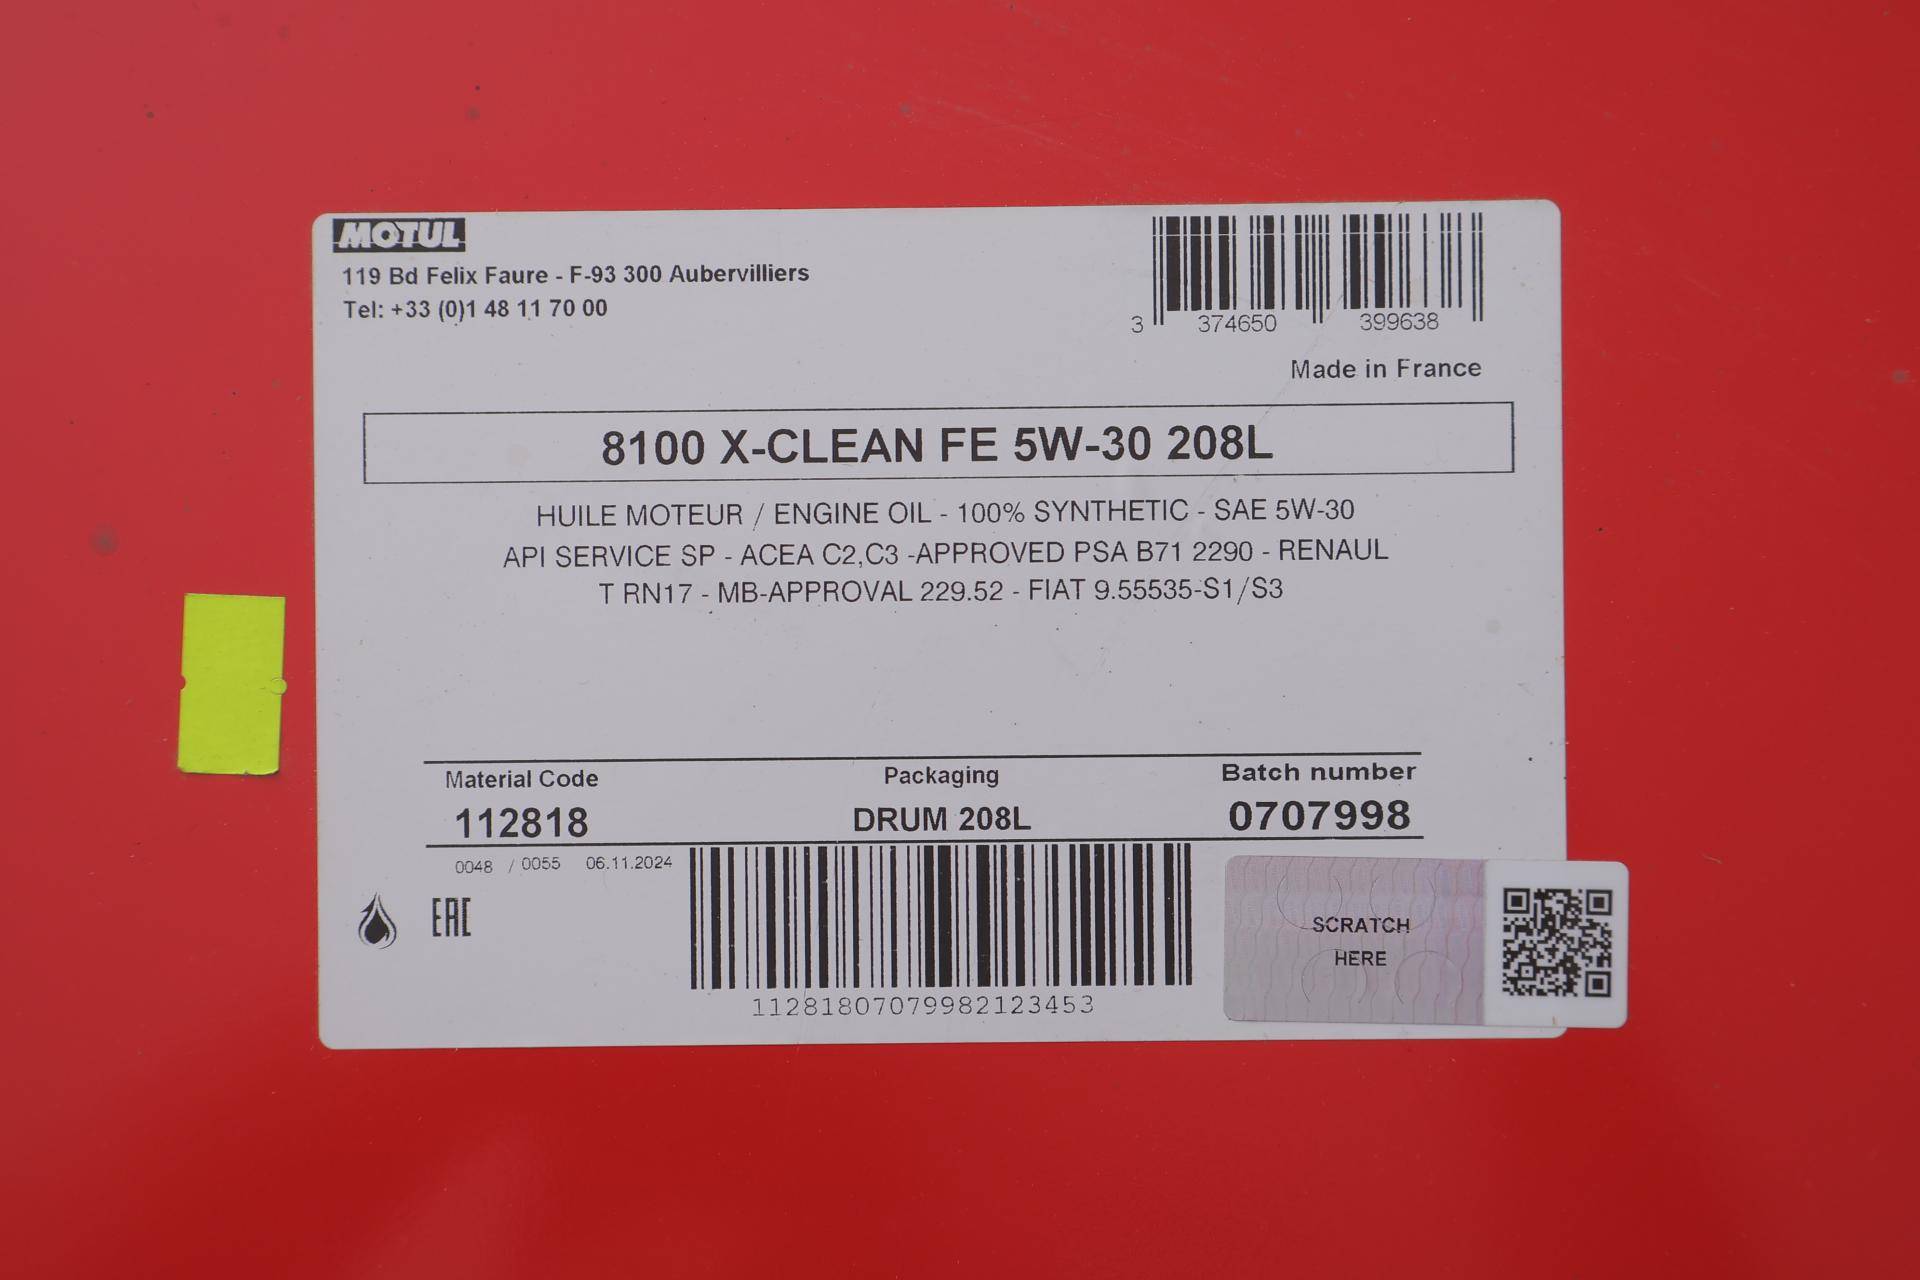 MOTUL
119 Bd Felix Faure - F-93 300 Aubervilliers
Tel: +33 (0)1 48 11 70 00
3 374650 399638
Made in France
8100 X-CLEAN FE 5W-30 208L
HUILE MOTEUR / ENGINE OIL - 100% SYNTHETIC - SAE 5W-30
API SERVICE SP - ACEA C2,C3 -APPROVED PSA B71 2290 - RENAUL
T RN17 - MB-APPROVAL 229.52 - FIAT 9.55535-S1/S3
Material Code Packaging Batch number
112818 DRUM 208L 0707998
0048 / 0055 06.11.2024
EAC
11281807079982123453
SCRATCH
HERE